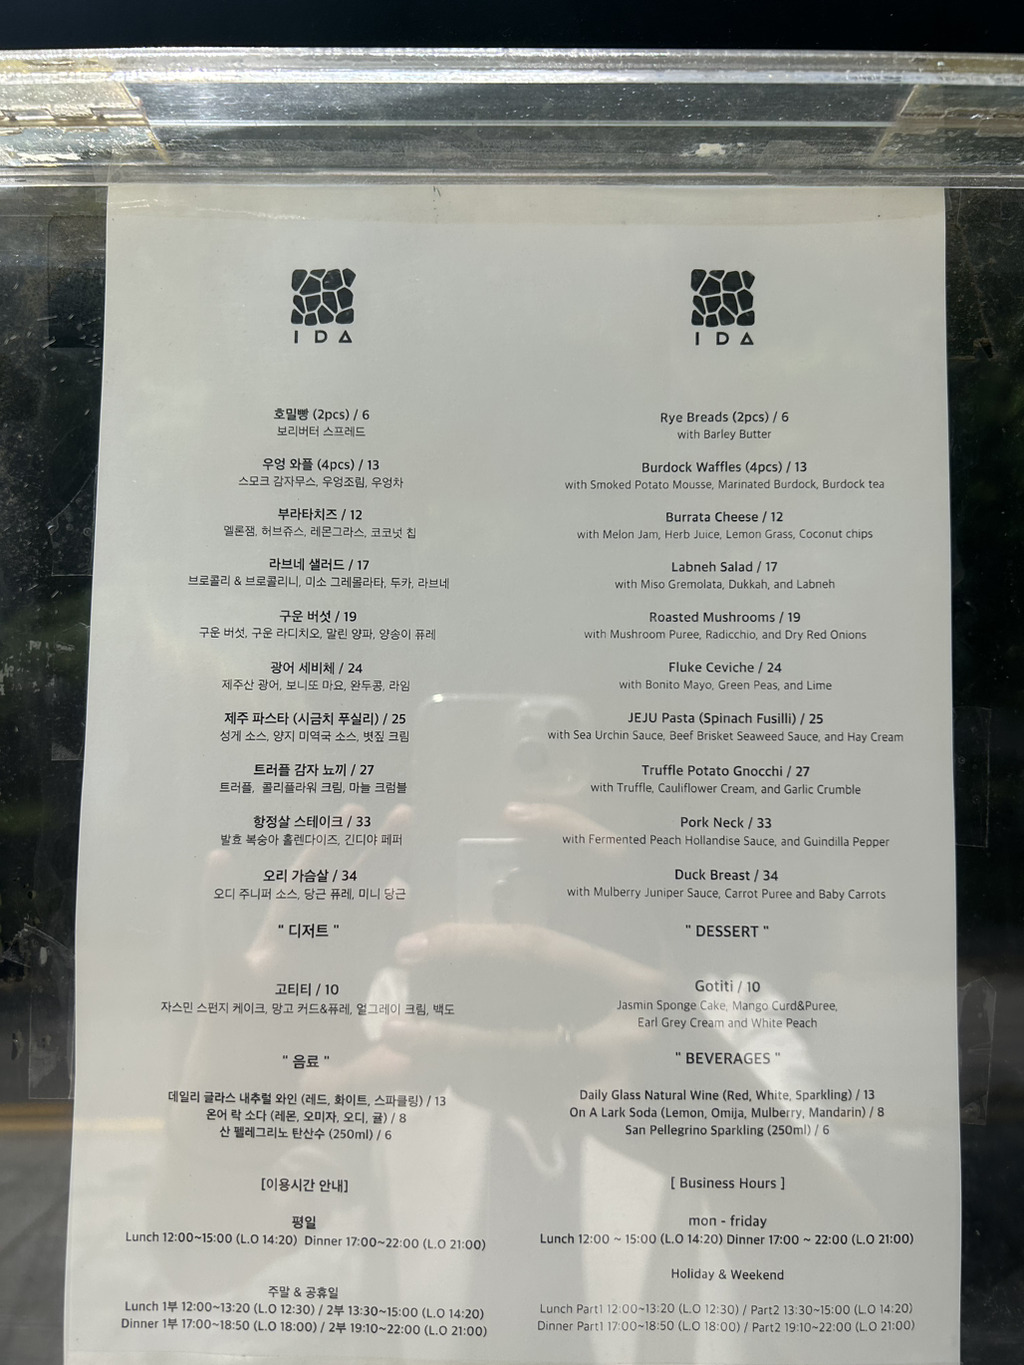 IDA
호밀빵 (2pcs) / 6
보리버터 스프레드
우엉 와플 (4pcs) / 13
스모크 감자무스, 우엉조림, 우엉차
부라타치즈 / 12
멜론잼, 허브쥬스, 레몬그라스, 코코넛 칩
라브네 샐러드 / 17
브로콜리 & 브로콜리니, 미소 그레몰라타, 두카, 라브네
구운 버섯 / 19
구운 버섯, 구운 라디치오, 말린 양파, 양송이 퓨레
광어 세비체 / 24
제주산 광어, 보니또 마요, 완두콩, 라임
제주 파스타 (시금치 푸실리) / 25
성게 소스, 양지 미역국 소스, 볏짚 크림
트러플 감자 뇨끼 / 27
트러플, 콜리플라워 크림, 마늘 크럼블
항정살 스테이크 / 33
발효 복숭아 홀렌다이즈, 긴디야 페퍼
오리 가슴살 / 34
오디 주니퍼 소스, 당근 퓨레, 미니 당근
" 디저트 "
고티티 / 10
자스민 스펀지 케이크, 망고 커드&퓨레, 얼그레이 크림, 백도
" 음료 "
데일리 글라스 내추럴 와인 (레드, 화이트, 스파클링) / 13
온어 락 소다 (레몬, 오미자, 오디, 귤) / 8
산 펠레그리노 탄산수 (250ml) / 6
[이용시간 안내]
평일
Lunch 12:00~15:00 (L.O 14:20) Dinner 17:00~22:00 (L.O 21:00)
주말 & 공휴일
Lunch 1부 12:00~13:20 (L.O 12:30) / 2부 13:30~15:00 (L.O 14:20)
Dinner 1부 17:00~18:50 (L.O 18:00) / 2부 19:10~22:00 (L.O 21:00)
IDA
Rye Breads (2pcs) / 6
with Barley Butter
Burdock Waffles (4pcs) / 13
with Smoked Potato Mousse, Marinated Burdock, Burdock tea
Burrata Cheese / 12
with Melon Jam, Herb Juice, Lemon Grass, Coconut chips
Labneh Salad / 17
with Miso Gremolata, Dukkah, and Labneh
Roasted Mushrooms / 19
with Mushroom Puree, Radicchio, and Dry Red Onions
Fluke Ceviche / 24
with Bonito Mayo, Green Peas, and Lime
JEJU Pasta (Spinach Fusilli) / 25
with Sea Urchin Sauce, Beef Brisket Seaweed Sauce, and Hay Cream
Truffle Potato Gnocchi / 27
with Truffle, Cauliflower Cream, and Garlic Crumble
Pork Neck / 33
with Fermented Peach Hollandise Sauce, and Guindilla Pepper
Duck Breast / 34
with Mulberry Juniper Sauce, Carrot Puree and Baby Carrots
" DESSERT "
Gotiti / 10
Jasmin Sponge Cake, Mango Curd&Puree,
Earl Grey Cream and White Peach
" BEVERAGES "
Daily Glass Natural Wine (Red, White, Sparkling) / 13
On A Lark Soda (Lemon, Omija, Mulberry, Mandarin) / 8
San Pellegrino Sparkling (250ml) / 6
[ Business Hours ]
mon - friday
Lunch 12:00 ~ 15:00 (L.O 14:20) Dinner 17:00 ~ 22:00 (L.O 21:00)
Holiday & Weekend
Lunch Part1 12:00~13:20 (L.O 12:30) / Part2 13:30~15:00 (L.O 14:20)
Dinner Part1 17:00~18:50 (L.O 18:00) / Part2 19:10~22:00 (L.O 21:00)